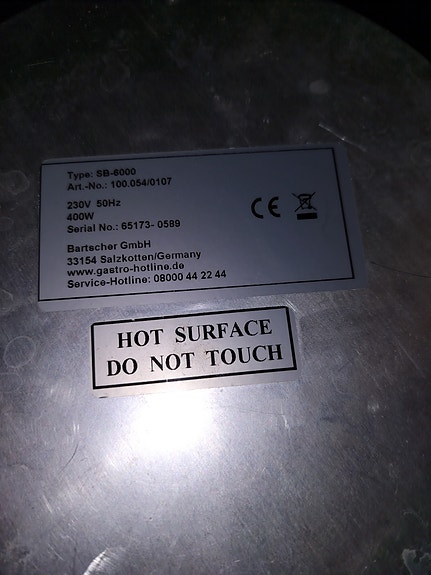 Type: SB-6000
Art.-No.: 100.054/0107
230V 50Hz
400W
Serial No.: 65173- 0589
Bartscher GmbH
33154 Salzkotten/Germany
www.gastro-hotline.de
Service-Hotline: 08000 44 22 44
CE
HOT SURFACE
DO NOT TOUCH